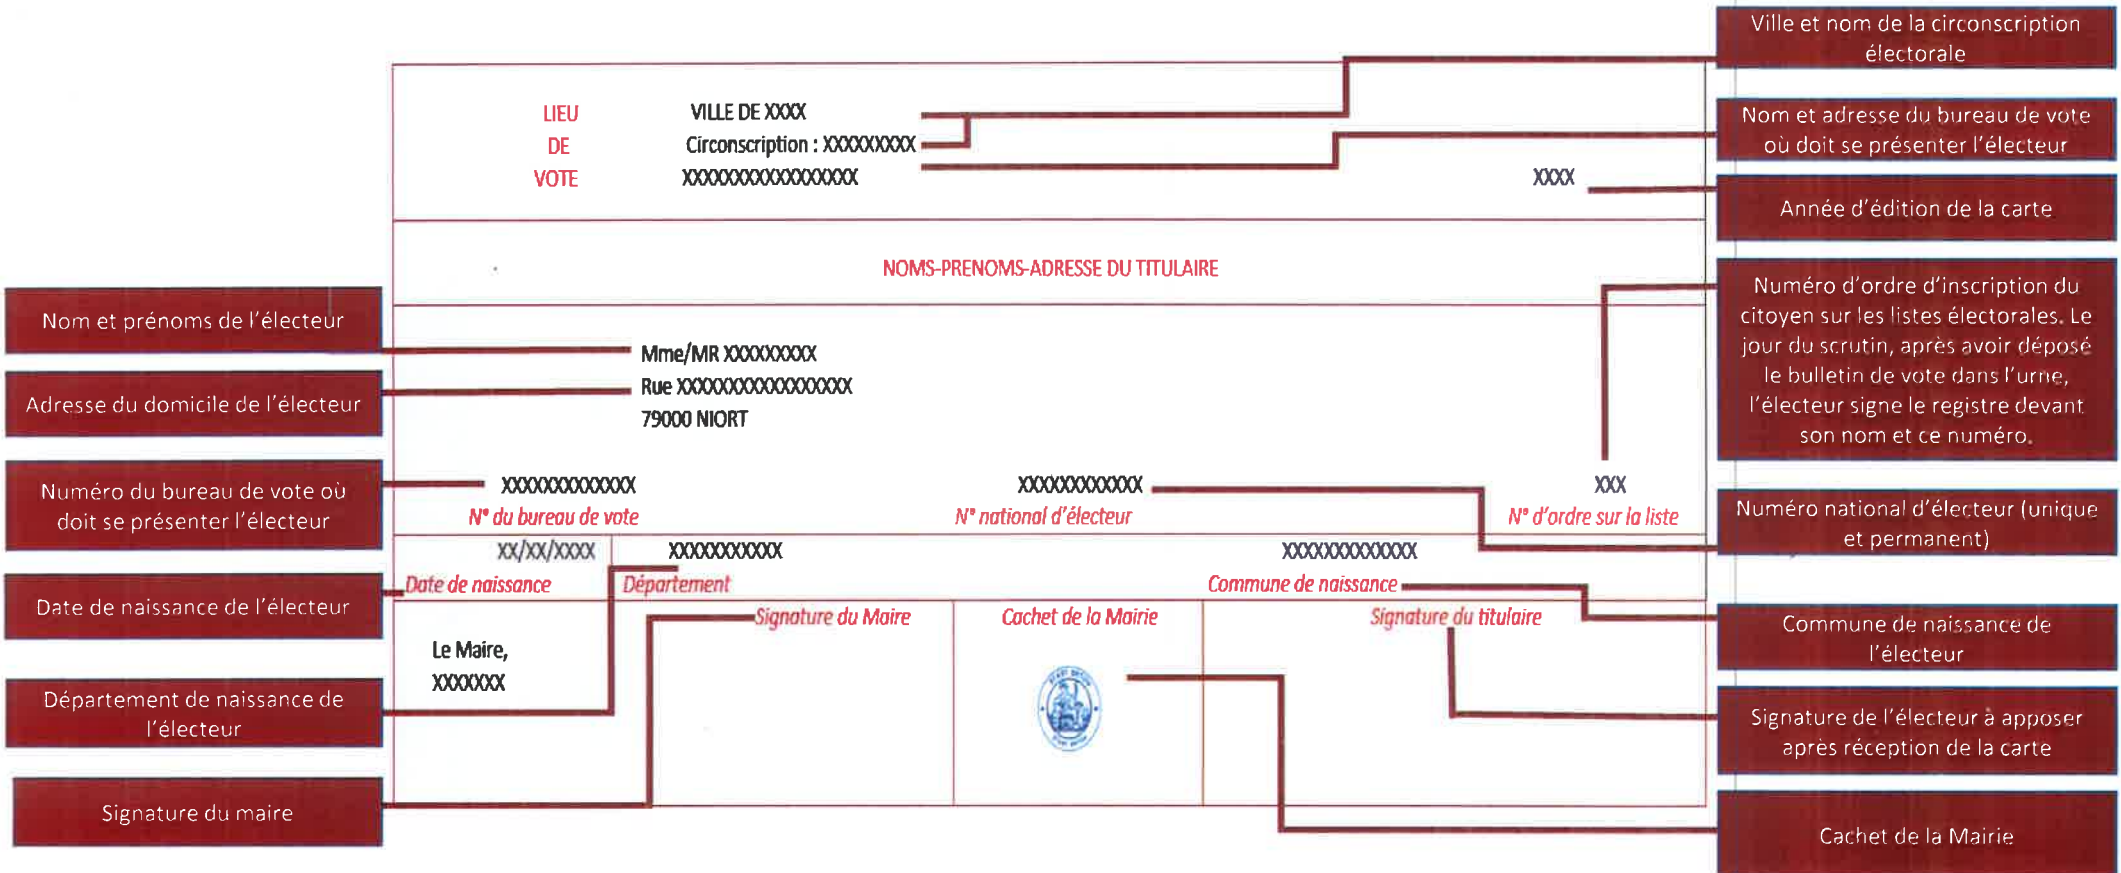 Ville et nom de la circonscription
électorale
Nom et adresse du bureau de vote
où doit se présenter l'électeur
Année d'édition de la carte
Numéro d'ordre d'inscription du
citoyen sur les listes électorales. Le
jour du scrutin, après avoir déposé
le bulletin de vote dans l'urne,
l'électeur signe le registre devant
son nom et ce numéro.
Numéro national d'électeur (unique
et permanent)
Commune de naissance de
l'électeur
Signature de l'électeur à apposer
après réception de la carte
Cachet de la Mairie
LIEU
DE
VOTE
VILLE DE XXXX
Circonscription : XXXXXXXXX
XXXXXXXXXXXXXXXXX
XXXX
NOMS-PRENOMS-ADRESSE DU TITULAIRE
Mme/MR XXXXXXXXX
Rue XXXXXXXXXXXXXXXXX
79000 NIORT
XXXXXXXXXXXXX
N° du bureau de vote
XXXXXXXXXXXX
N° national d'électeur
XXX
N° d'ordre sur la liste
XX/XX/XXXX
Date de naissance
XXXXXXXXXXX
Département
XXXXXXXXXXXXX
Commune de naissance
Signature du Maire
Cachet de la Mairie
Signature du titulaire
Le Maire,
XXXXXXX
Nom et prénoms de l'électeur
Adresse du domicile de l'électeur
Numéro du bureau de vote où
doit se présenter l'électeur
Date de naissance de l'électeur
Département de naissance de
l'électeur
Signature du maire